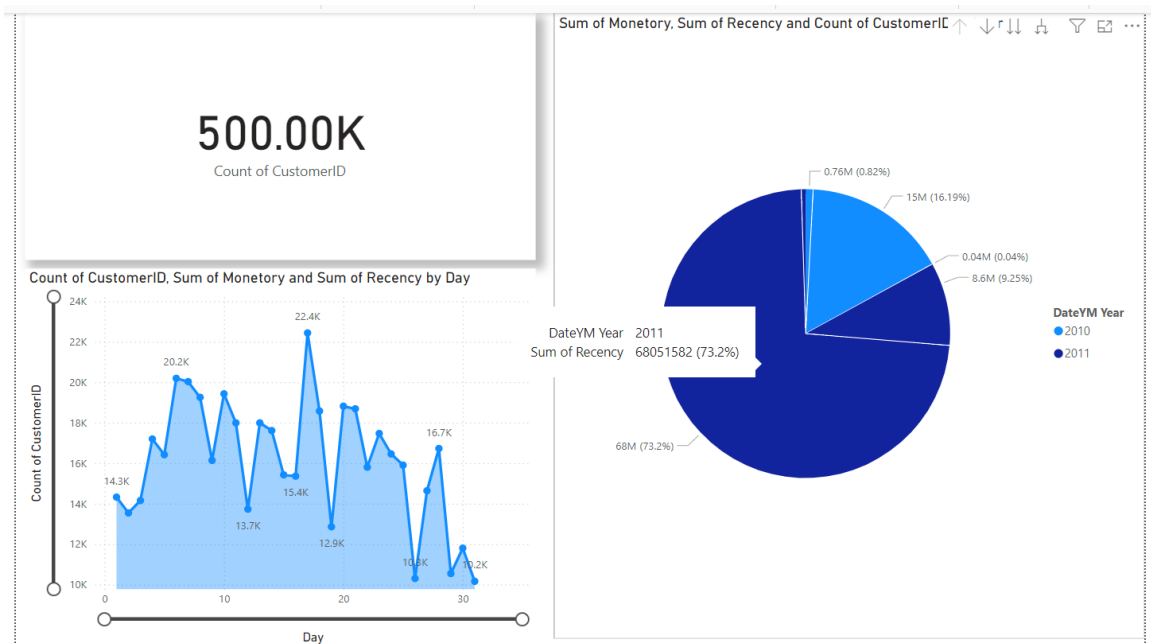 500.00K
Count of CustomerID
Count of CustomerID, Sum of Monetory and Sum of Recency by Day
Count of CustomerID
24K
22K
20K
18K
16K
14K
12K
10K
14.3K
20.2K
13.7K
15.4K
22.4K
12.9K
16.7K
10.2K
0
10
20
30
Day
Sum of Monetory, Sum of Recency and Count of CustomerID
0.76M (0.82%)
15M (16.19%)
0.04M (0.04%)
8.6M (9.25%)
68M (73.2%)
DateYM Year 2011
Sum of Recency 68051582 (73.2%)
DateYM Year
2010
2011